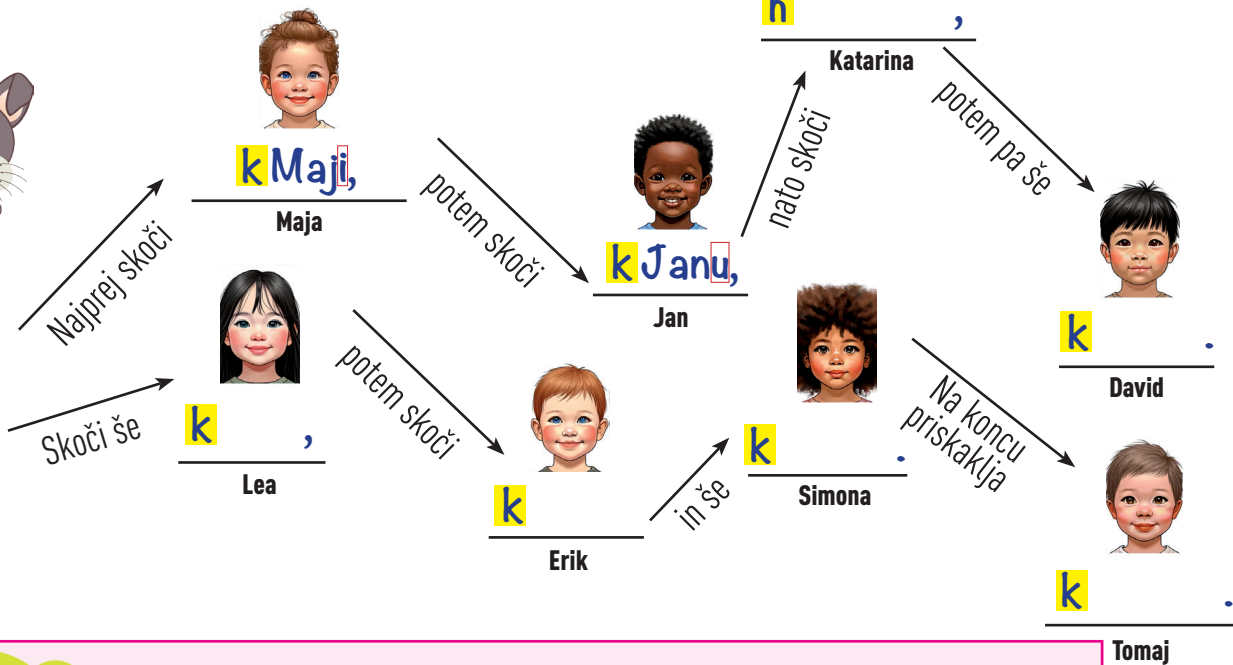 h ,
Katarina
k Maji,
Maja
Najprej skoči
potem skoči
k Janu,
Jan
nato skoči
potem pa še
k .
David
Skoči še
k ,
Lea
potem skoči
k
Erik
in še
k .
Simona
Na koncu
priskaklja
k .
Tomaj